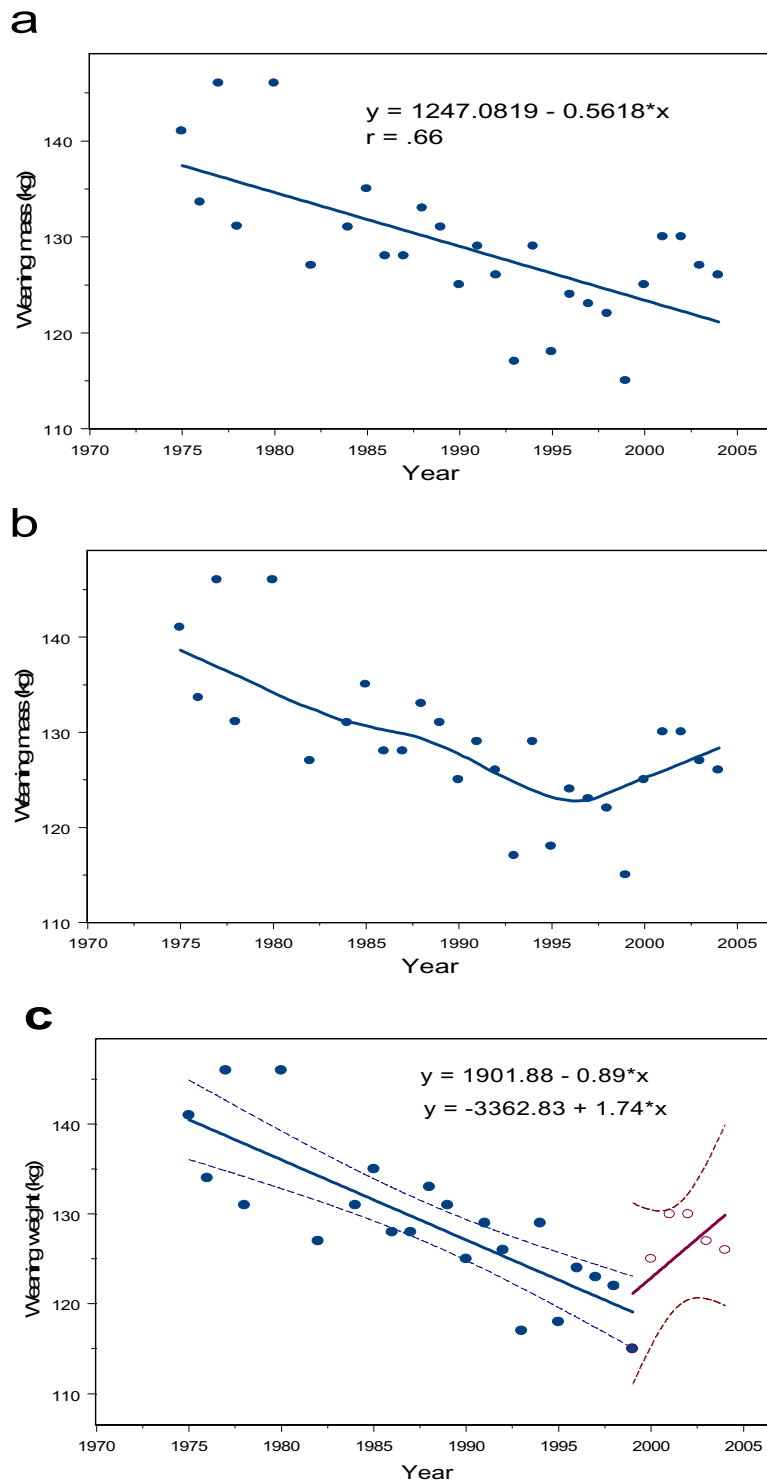 a
y = 1247.0819 - 0.5618*x
r = .66
140
130
120
110
Weaning mass (kg)
1970 1975 1980 1985 1990 1995 2000 2005
Year
b
140
130
120
110
Weaning mass (kg)
1970 1975 1980 1985 1990 1995 2000 2005
Year
c
y = 1901.88 - 0.89*x
y = -3362.83 + 1.74*x
140
130
120
110
Weaning weight (kg)
1970 1975 1980 1985 1990 1995 2000 2005
Year